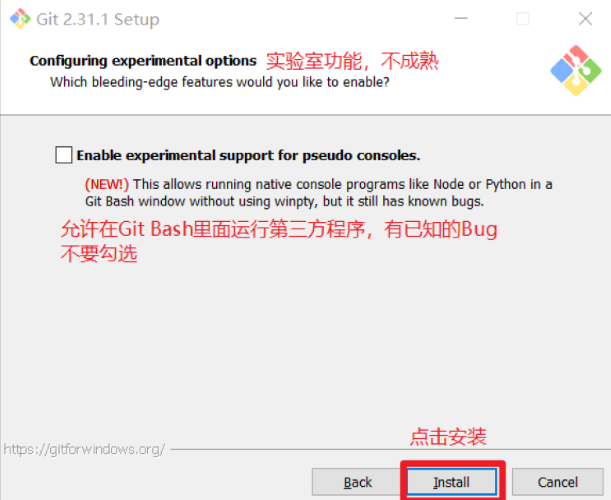 Git 2.31.1 Setup
Configuring experimental options 实验室功能，不成熟
Which bleeding-edge features would you like to enable?
Enable experimental support for pseudo consoles.
(NEW!) This allows running native console programs like Node or Python in a
Git Bash window without using winpty, but it still has known bugs.
允许在Git Bash里面运行第三方程序，有已知的Bug
不要勾选
点击安装
https://gitforwindows.org/
Back Install Cancel